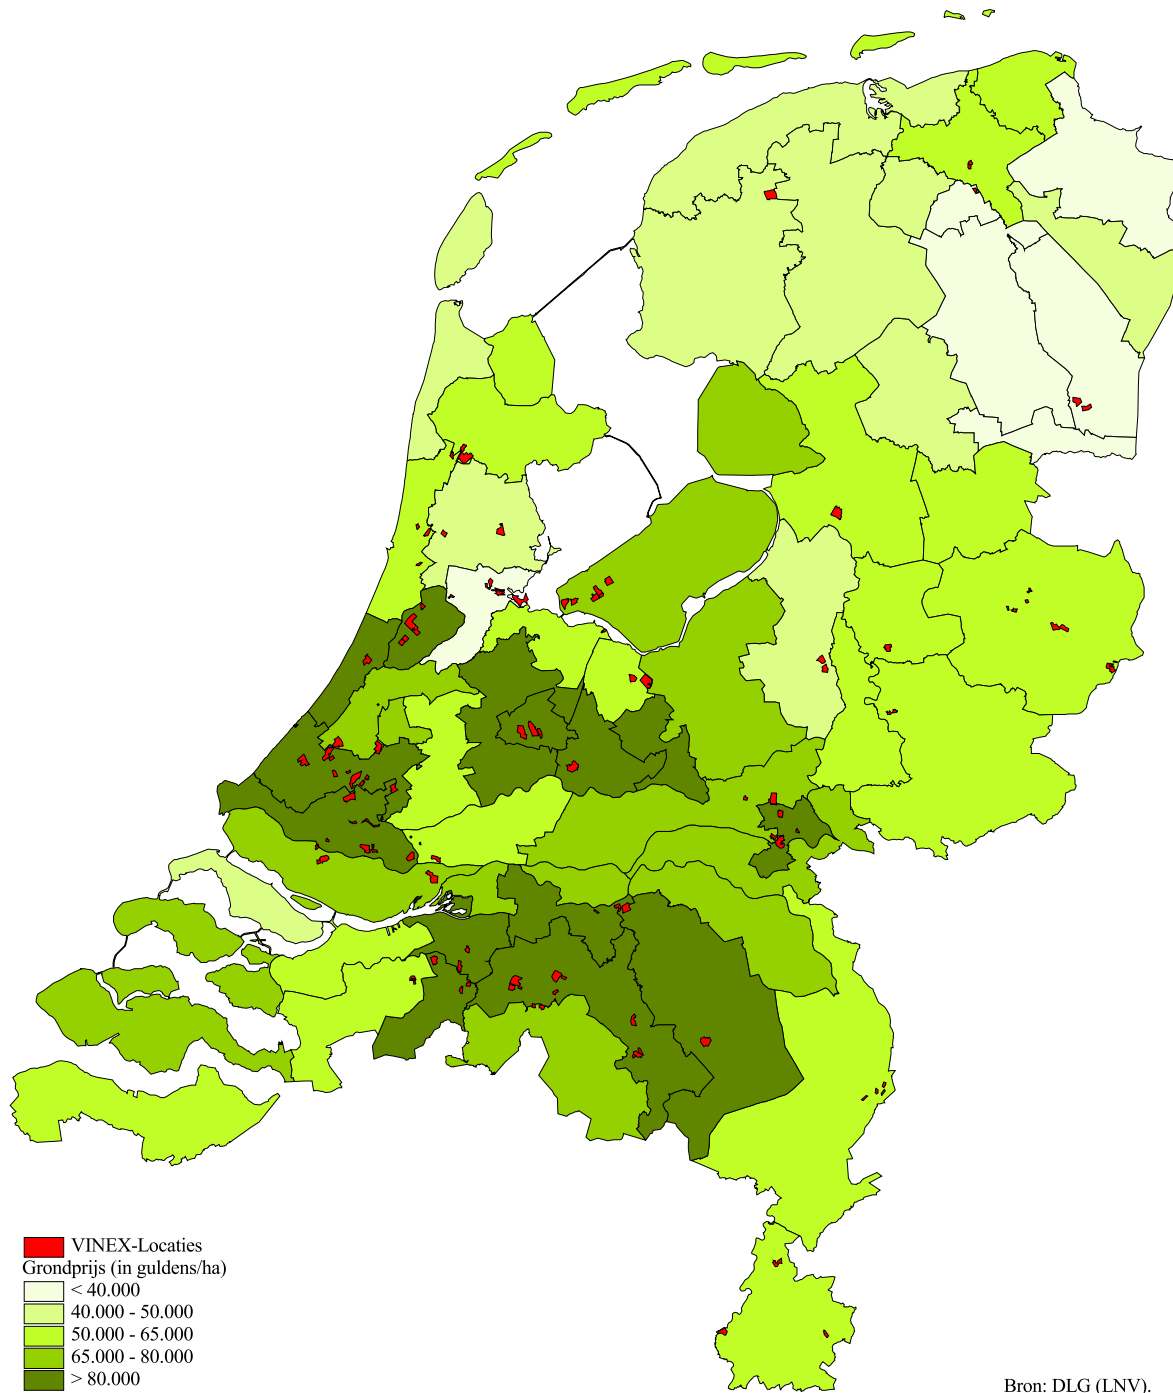 VINEX-Locaties
Grondprijs (in guldens/ha)
< 40.000
40.000 - 50.000
50.000 - 65.000
65.000 - 80.000
> 80.000
Bron: DLG (LNV).